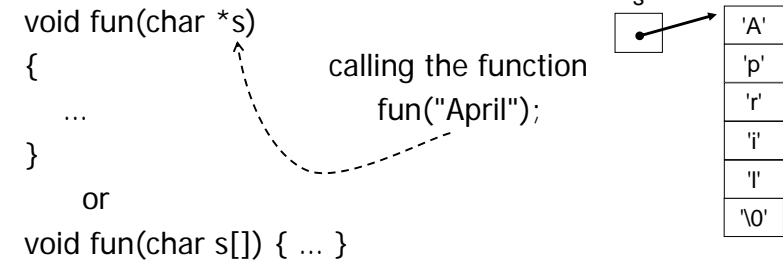 void fun(char *s)
{
...
}
or
void fun(char s[]) { ... }
calling the function
fun("April");
s
'A'
'p'
'r'
'i'
'l'
'\0'